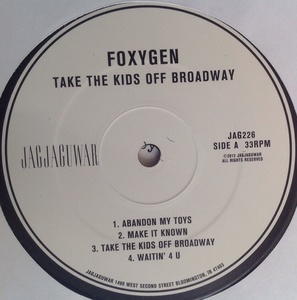 FOXYGEN
TAKE THE KIDS OFF BROADWAY
JAGJAGUWAR
JAG226
SIDE A 33RPM
©2012 JAGJAGUWAR
ALL RIGHTS RESERVED
1. ABANDON MY TOYS
2. MAKE IT KNOWN
3. TAKE THE KIDS OFF BROADWAY
4. WAITIN' 4 U
JAGJAGUWAR 1499 WEST SECOND STREET BLOOMINGTON, IN 47403